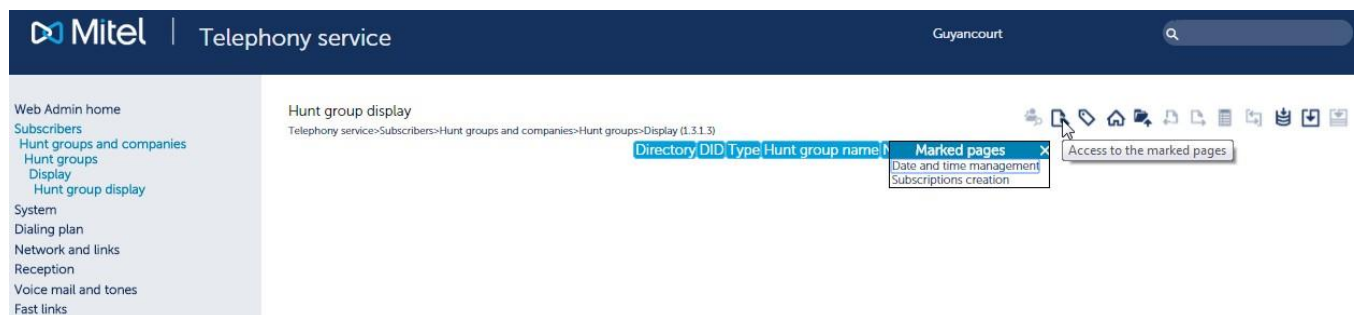 Mitel | Telephony service
Guyancourt
Web Admin home
Subscribers
Hunt groups and companies
Hunt groups
Display
Hunt group display
System
Dialing plan
Network and links
Reception
Voice mail and tones
Fast links
Hunt group display
Telephony service>Subscribers>Hunt groups and companies>Hunt groups>Display (1.3.1.3)
Directory DID Type Hunt group name
Marked pages
Date and time management
Subscriptions creation
Access to the marked pages